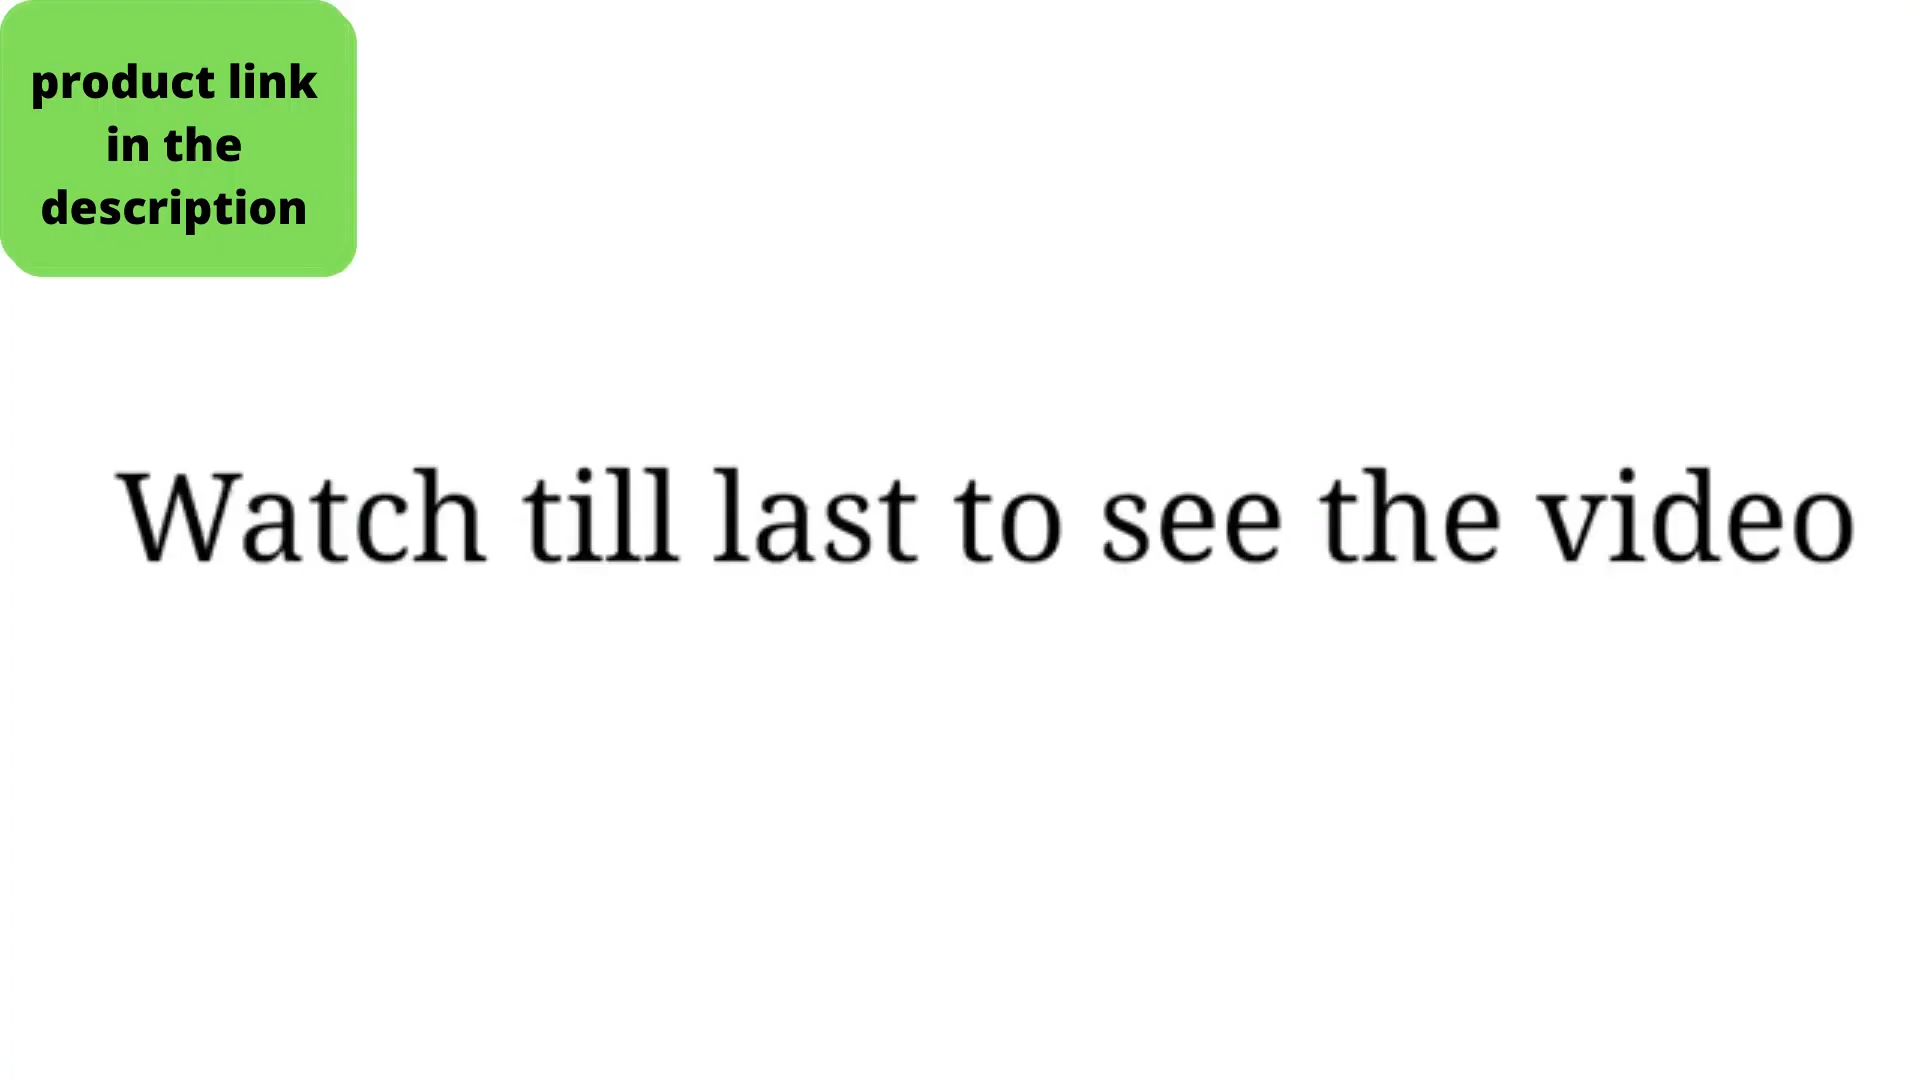 product link
in the
description
Watch till last to see the video